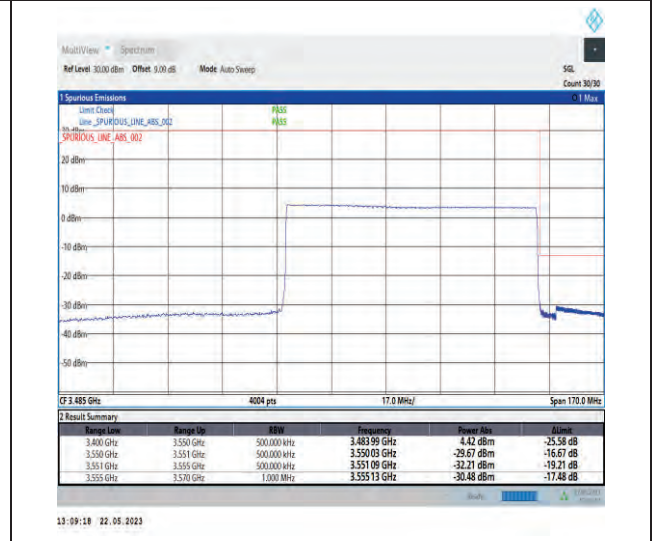 MultiView Spectrum
Ref Level 30.00 dBm Offset 9.09 dB Mode Auto Sweep SGL
Count 30/30
1 Spurious Emissions 1 Max
Limit Check PASS
Line _SPURIOUS_LINE_ABS_002 PASS
_SPURIOUS_LINE_ABS_002
20 dBm
10 dBm
0 dBm
-10 dBm
-20 dBm
-30 dBm
-40 dBm
-50 dBm
CF 3.485 GHz 4004 pts 17.0 MHz/ Span 170.0 MHz
2 Result Summary
Range Low Range Up RBW Frequency Power Abs ΔLimit
3.400 GHz 3.550 GHz 500.000 kHz 3.483 99 GHz 4.42 dBm -25.58 dB
3.550 GHz 3.551 GHz 500.000 kHz 3.550 03 GHz -29.67 dBm -16.67 dB
3.551 GHz 3.555 GHz 500.000 kHz 3.551 09 GHz -32.21 dBm -19.21 dB
3.555 GHz 3.570 GHz 1.000 MHz 3.555 13 GHz -30.48 dBm -17.48 dB
Ready
13:09:18 22.05.2023